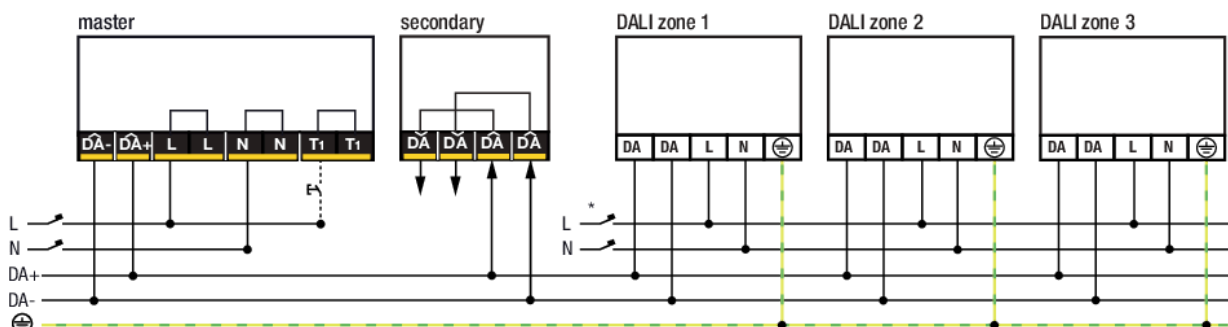 master secondary DALI zone 1 DALI zone 2 DALI zone 3
DA- DA+ L L N N T1 T1 DA DA DA DA DA DA L N DA DA L N DA DA L N
L L *
N N
DA+
DA-